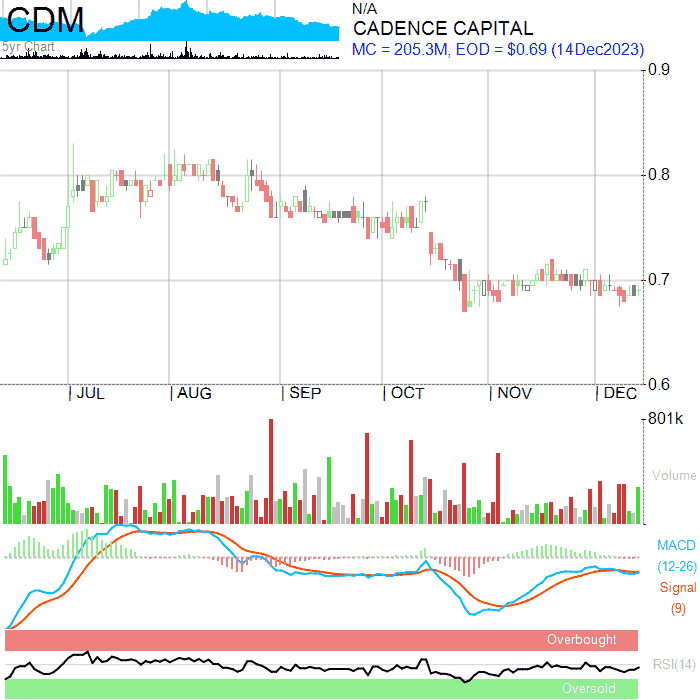 CDM
5yr Chart
N/A
CADENCE CAPITAL
MC = 205.3M, EOD = $0.69 (14Dec2023)
0.9
0.8
0.7
0.6
JUL AUG SEP OCT NOV DEC
801k
Volume
MACD
(12-26)
Signal
(9)
Overbought
RSI(14)
Oversold